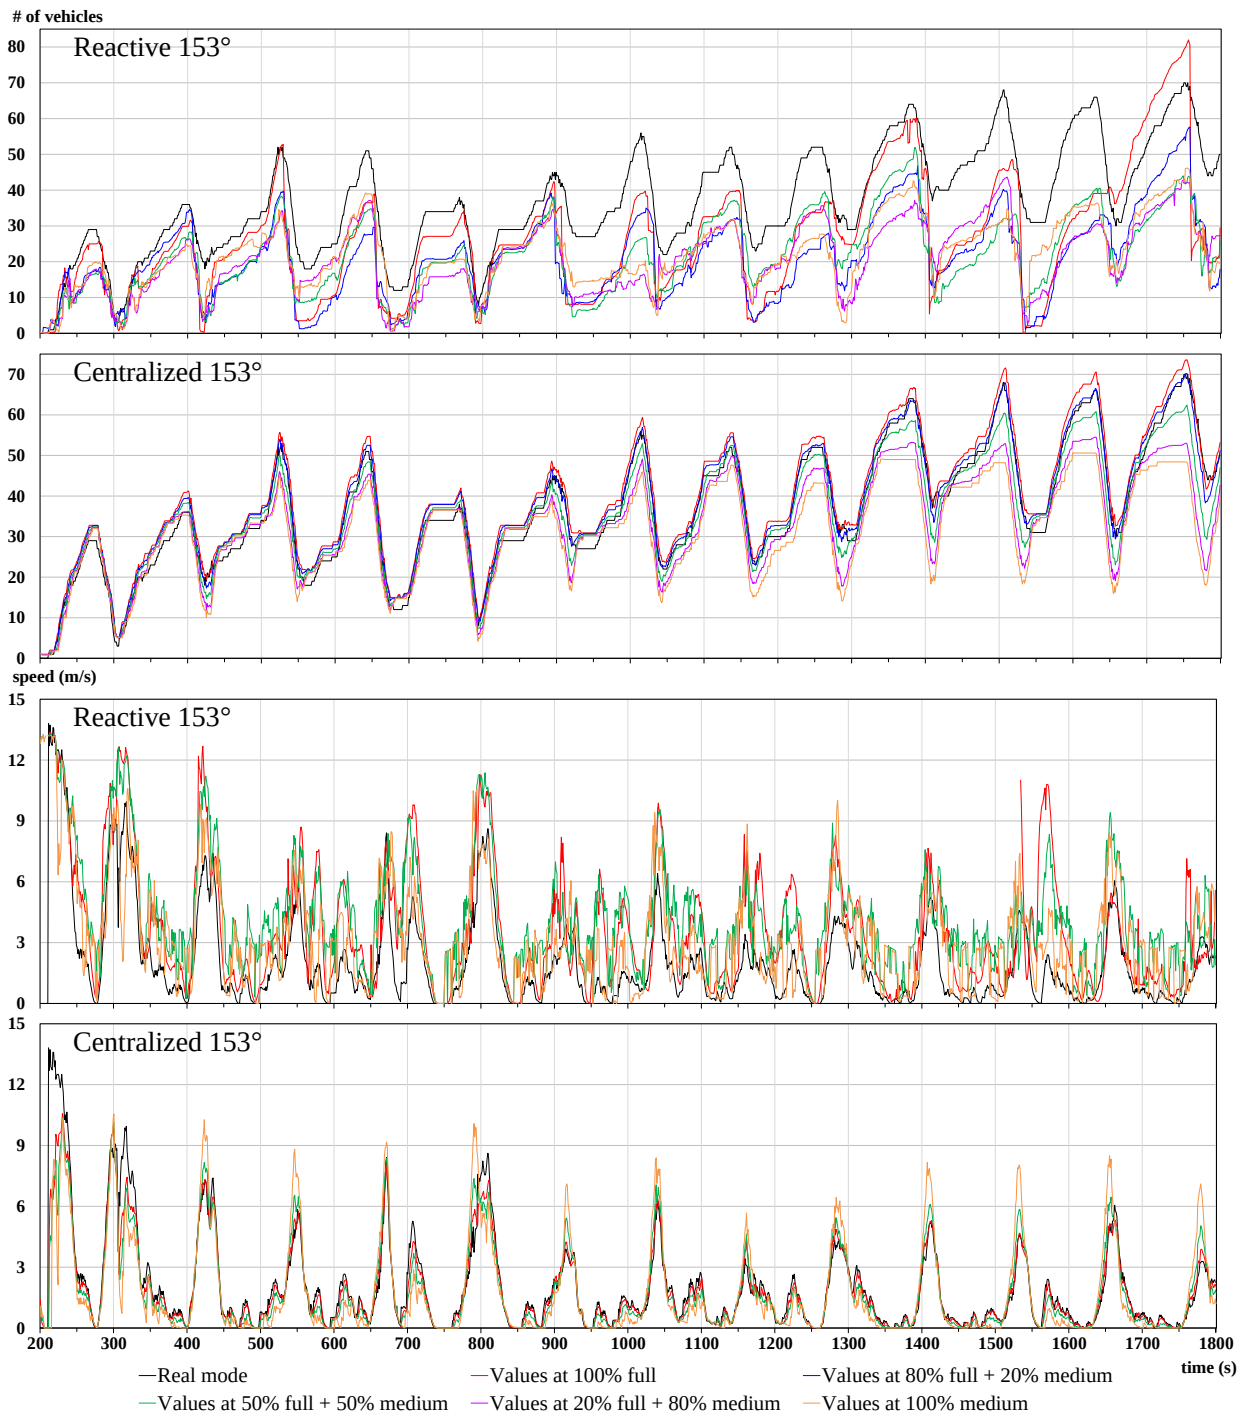 # of vehicles
Reactive 153°
80
70
60
50
40
30
20
10
0
Centralized 153°
70
60
50
40
30
20
10
0
speed (m/s)
15
Reactive 153°
12
9
6
3
0
15
Centralized 153°
12
9
6
3
0
200 300 400 500 600 700 800 900 1000 1100 1200 1300 1400 1500 1600 1700 1800
time (s)
Real mode Values at 100% full Values at 80% full + 20% medium
Values at 50% full + 50% medium Values at 20% full + 80% medium Values at 100% medium